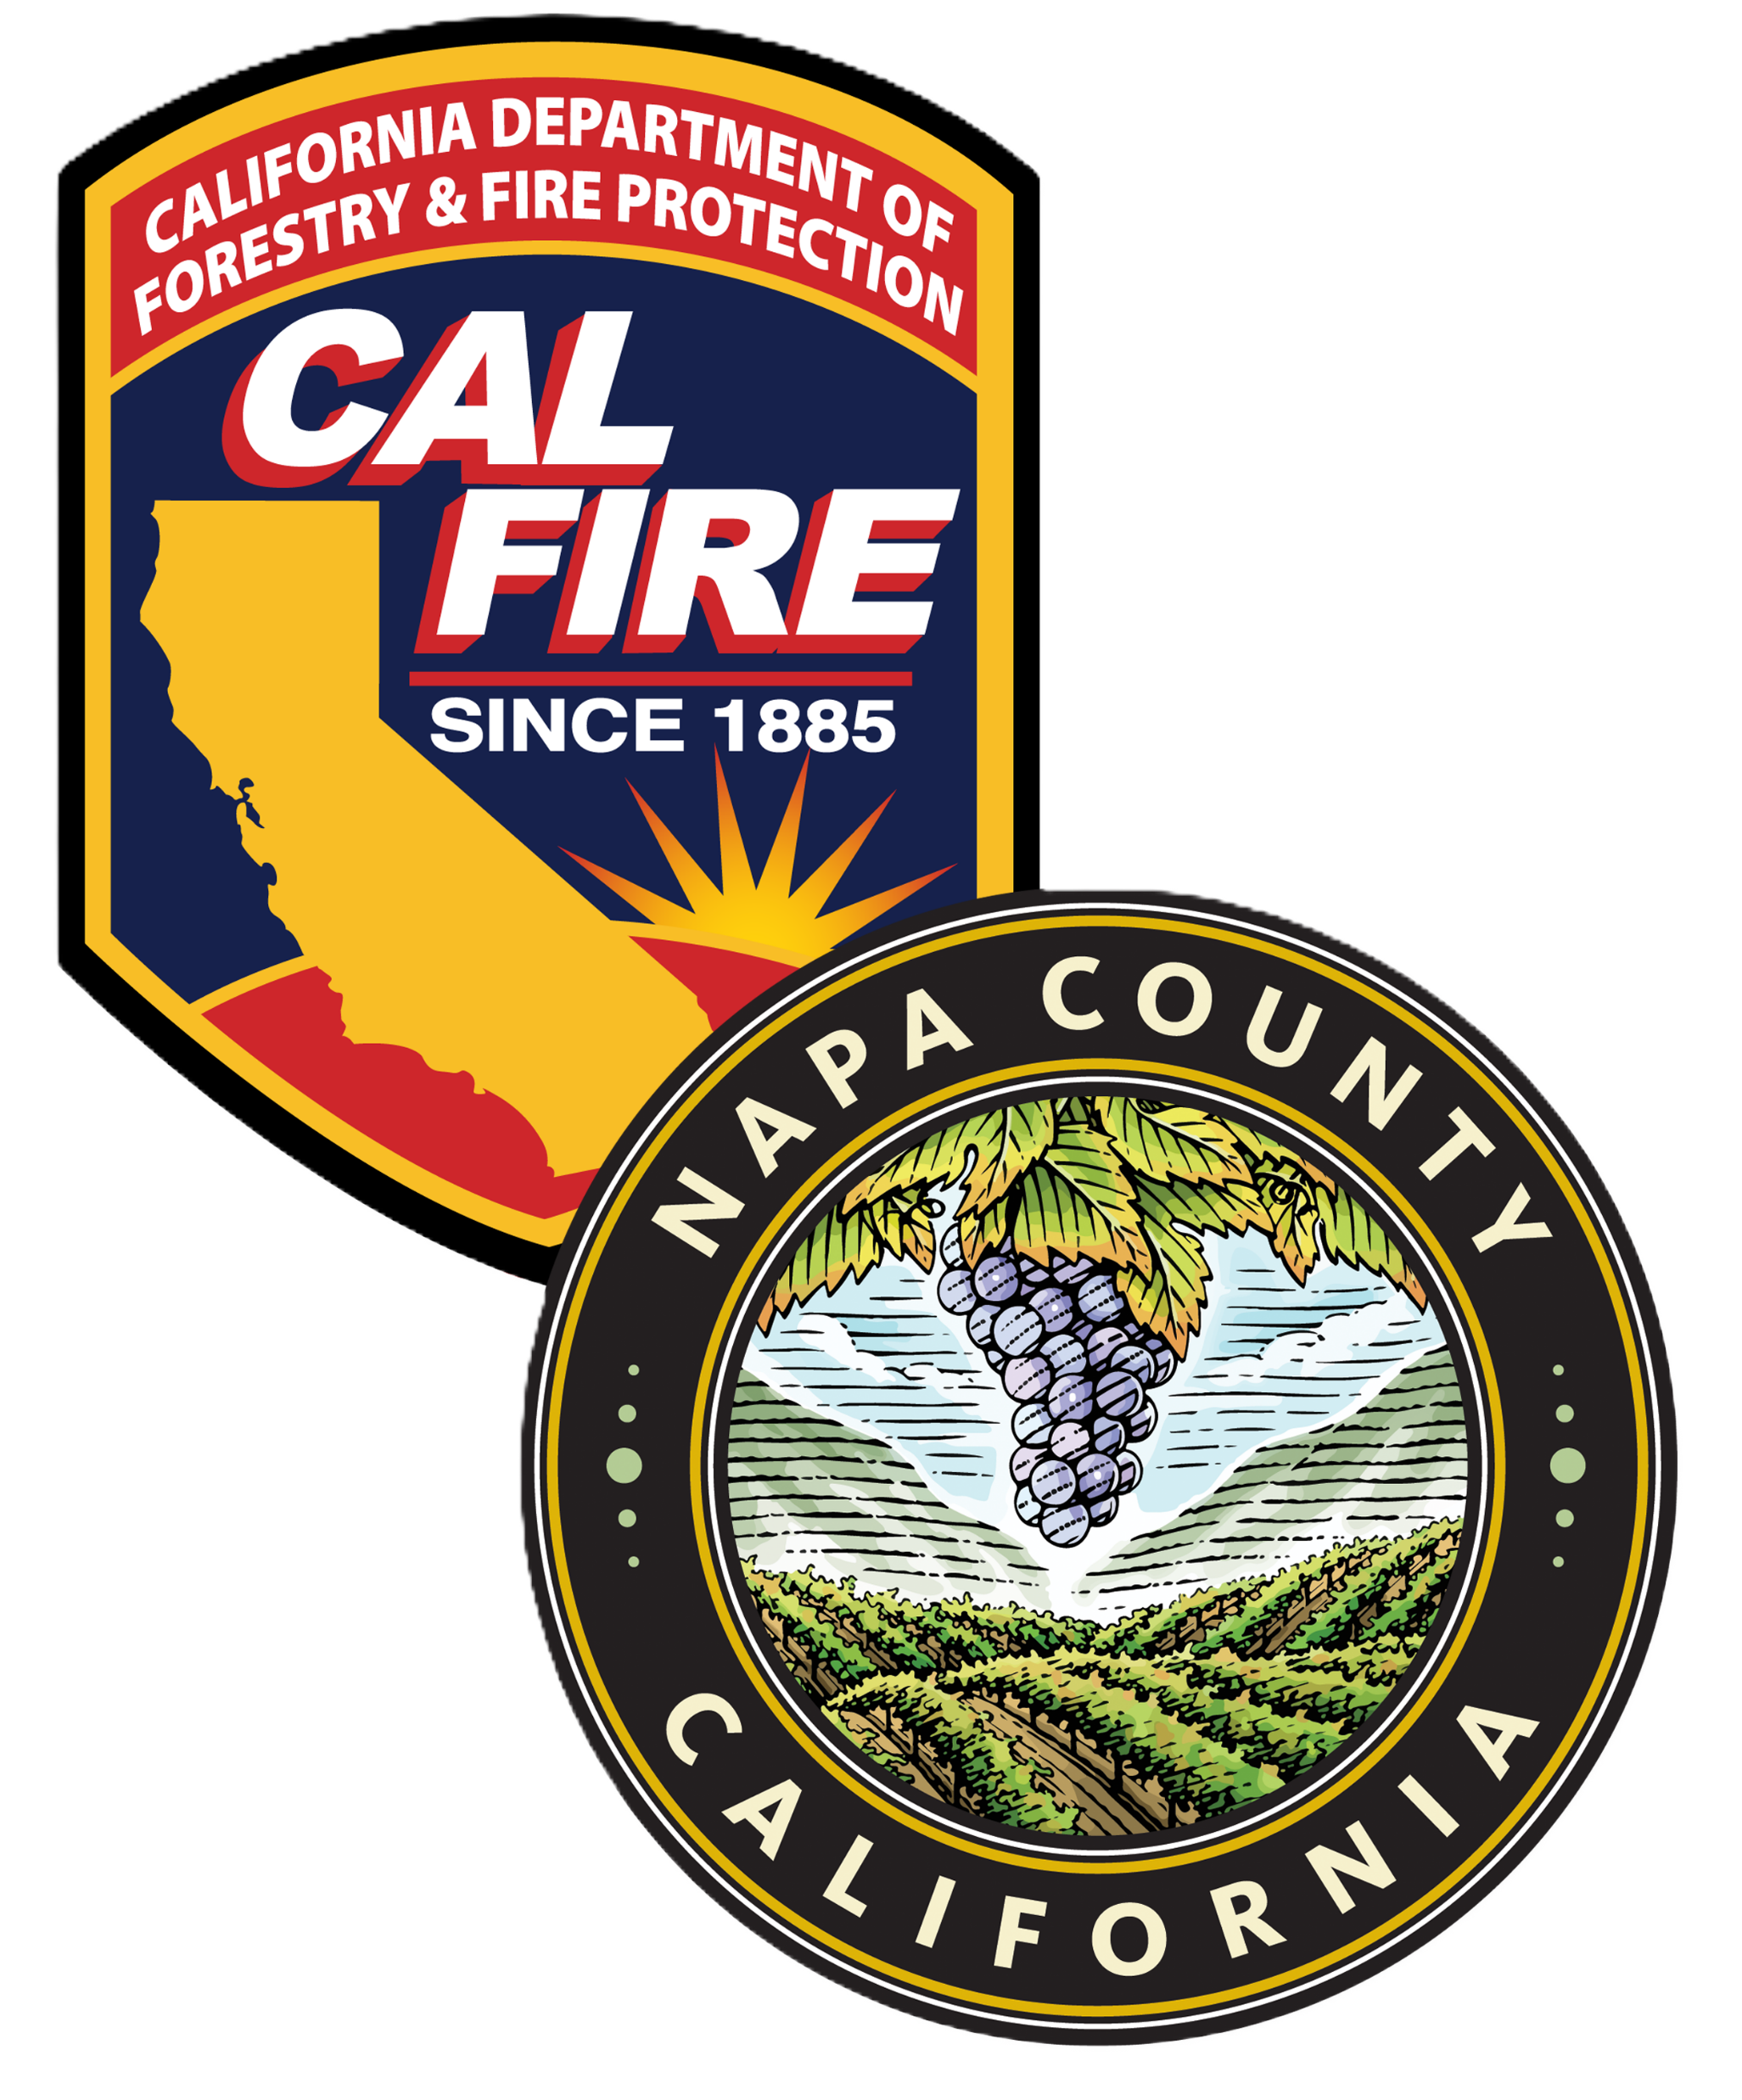 CALIFORNIA DEPARTMENT OF
FORESTRY & FIRE PROTECTION
CAL
FIRE
SINCE 1885
NAPA COUNTY
CALIFORNIA